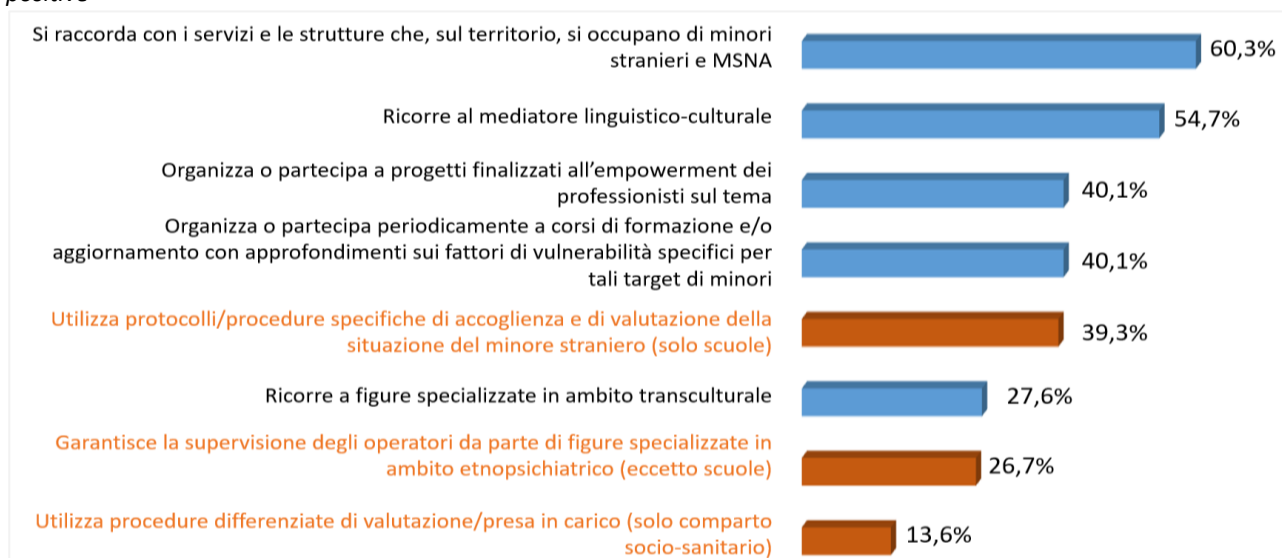 positivo
Si raccorda con i servizi e le strutture che, sul territorio, si occupano di minori
stranieri e MSNA
60,3%
Ricorre al mediatore linguistico-culturale
54,7%
Organizza o partecipa a progetti finalizzati all’empowerment dei
professionisti sul tema
40,1%
Organizza o partecipa periodicamente a corsi di formazione e/o
aggiornamento con approfondimenti sui fattori di vulnerabilità specifici per
tali target di minori
40,1%
Utilizza protocolli/procedure specifiche di accoglienza e di valutazione della
situazione del minore straniero (solo scuole)
39,3%
Ricorre a figure specializzate in ambito transculturale
27,6%
Garantisce la supervisione degli operatori da parte di figure specializzate in
ambito etnopsichiatrico (eccetto scuole)
26,7%
Utilizza procedure differenziate di valutazione/presa in carico (solo comparto
socio-sanitario)
13,6%